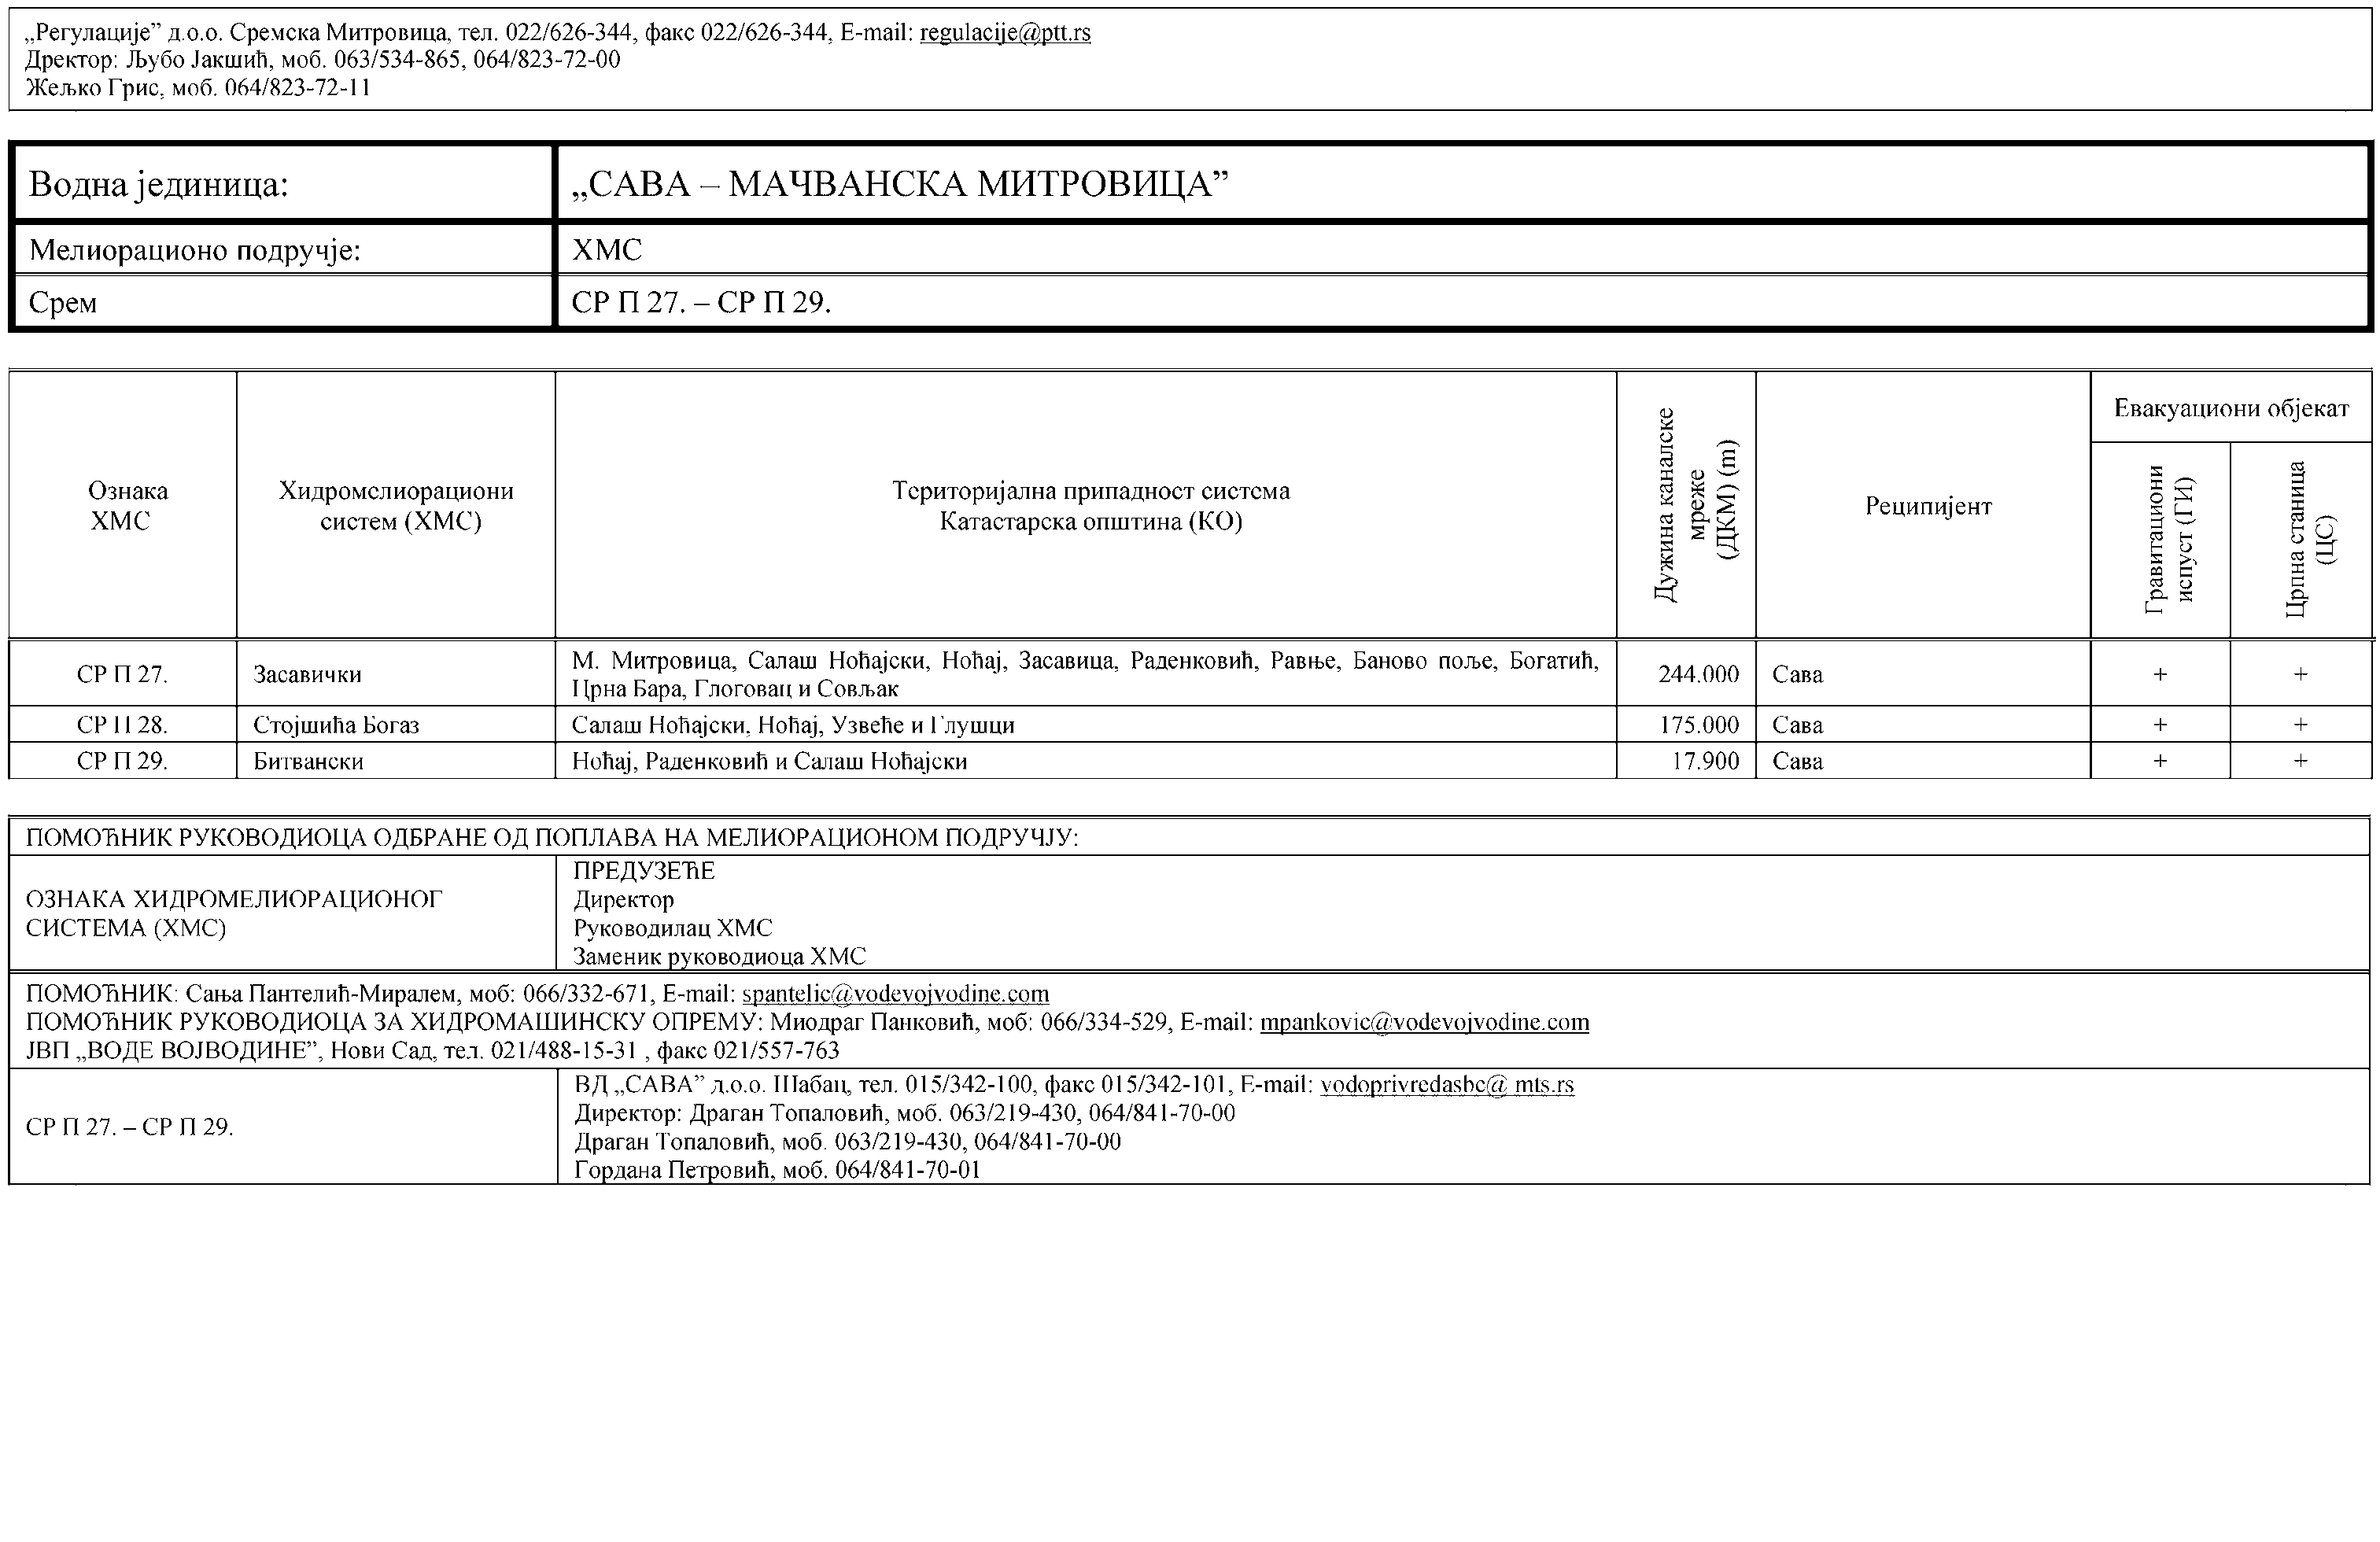 „Регулације” д.о.о. Сремска Митровица, тел. 022/626-344, факс 022/626-344, E-mail: regulacije@ptt.rs
Дректор: Љубо Јакшић, моб. 063/534-865, 064/823-72-00
Жељко Грис, моб. 064/823-72-11
Водна јединица: „САВА – МАЧВАНСКА МИТРОВИЦА”
Мелиорационо подручје: ХМС
Срем СР П 27. – СР П 29.
Ознака
ХМС
Хидромелиорациони
систем (ХМС)
Територијална припадност система
Катастарска општина (КО)
Дужина каналске
мреже
(ДКМ) (m)
Реципијент
Евакуациони објекат
Гравитациони
испуст (ГИ)
Црпна станица
(ЦС)
СР П 27. Засавички М. Митровица, Салаш Ноћајски, Ноћај, Засавица, Раденковић, Равње, Баново поље, Богатић,
Црна Бара, Глоговац и Совљак 244.000 Сава + +
СР П 28. Стојшића Богаз Салаш Ноћајски, Ноћај, Узвеће и Глушци 175.000 Сава + +
СР П 29. Битвански Ноћај, Раденковић и Салаш Ноћајски 17.900 Сава + +
ПОМОЋНИК РУКОВОДИОЦА ОДБРАНЕ ОД ПОПЛАВА НА МЕЛИОРАЦИОНОМ ПОДРУЧЈУ:
ОЗНАКА ХИДРОМЕЛИОРАЦИОНОГ
СИСТЕМА (ХМС)
ПРЕДУЗЕЋЕ
Директор
Руководилац ХМС
Заменик руководиоца ХМС
ПОМОЋНИК: Сања Пантелић-Миралем, моб: 066/332-671, E-mail: spantelic@vodevojvodine.com
ПОМОЋНИК РУКОВОДИОЦА ЗА ХИДРОМАШИНСКУ ОПРЕМУ: Миодраг Панковић, моб: 066/334-529, E-mail: mpankovic@vodevojvodine.com
ЈВП „ВОДЕ ВОЈВОДИНЕ”, Нови Сад, тел. 021/488-15-31 , факс 021/557-763
СР П 27. – СР П 29.
ВД „САВА” д.о.о. Шабац, тел. 015/342-100, факс 015/342-101, E-mail: vodoprivredasbc@ mts.rs
Директор: Драган Топаловић, моб. 063/219-430, 064/841-70-00
Драган Топаловић, моб. 063/219-430, 064/841-70-00
Гордана Петровић, моб. 064/841-70-01